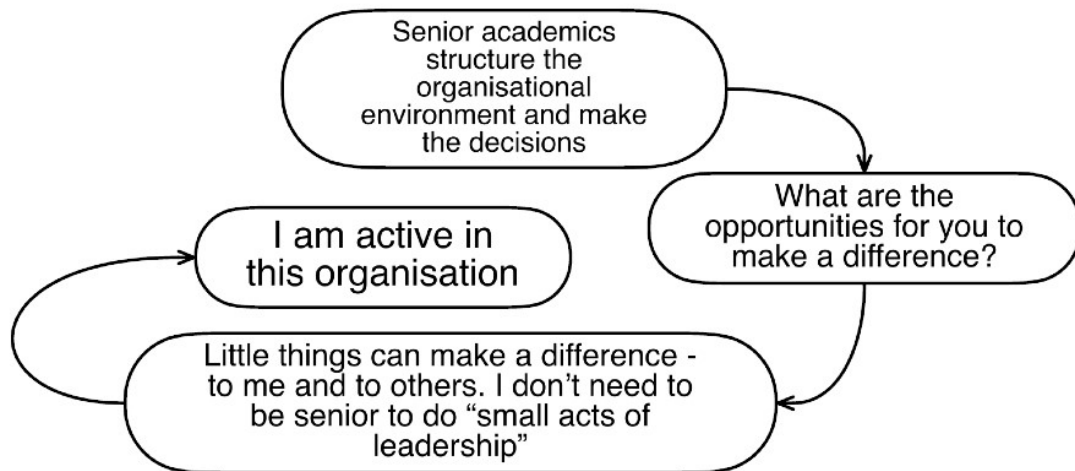 Senior academics
structure the
organisational
environment and make
the decisions
What are the
opportunities for you to
make a difference?
Little things can make a difference -
to me and to others. I don’t need to
be senior to do “small acts of
leadership”
I am active in
this organisation